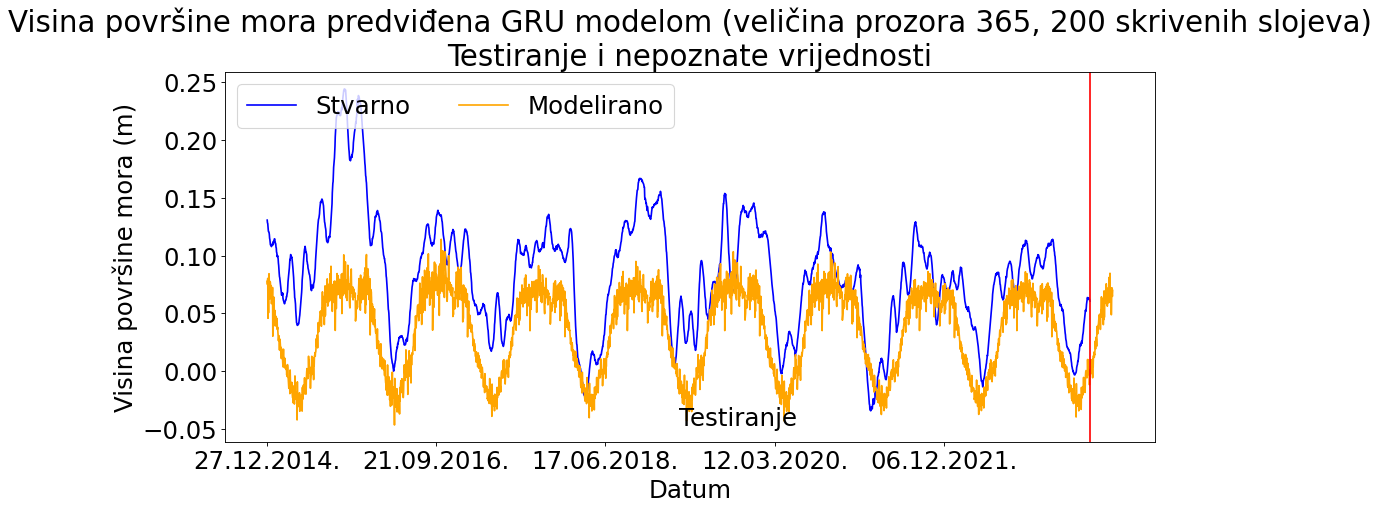 Visina površine mora predviđena GRU modelom (veličina prozora 365, 200 skrivenih slojeva)
Testiranje i nepoznate vrijednosti
Stvarno
Modelirano
Visina površine mora (m)
0.25
0.20
0.15
0.10
0.05
0.00
−0.05
Testiranje
27.12.2014.
21.09.2016.
17.06.2018.
12.03.2020.
06.12.2021.
Datum